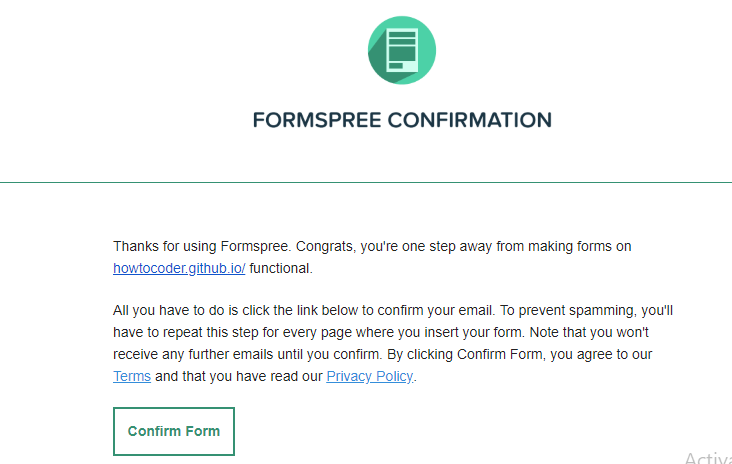 FORMSPREE CONFIRMATION
Thanks for using Formspree. Congrats, you're one step away from making forms on
howtocoder.github.io/ functional.
All you have to do is click the link below to confirm your email. To prevent spamming, you'll
have to repeat this step for every page where you insert your form. Note that you won't
receive any further emails until you confirm. By clicking Confirm Form, you agree to our
Terms and that you have read our Privacy Policy.
Confirm Form